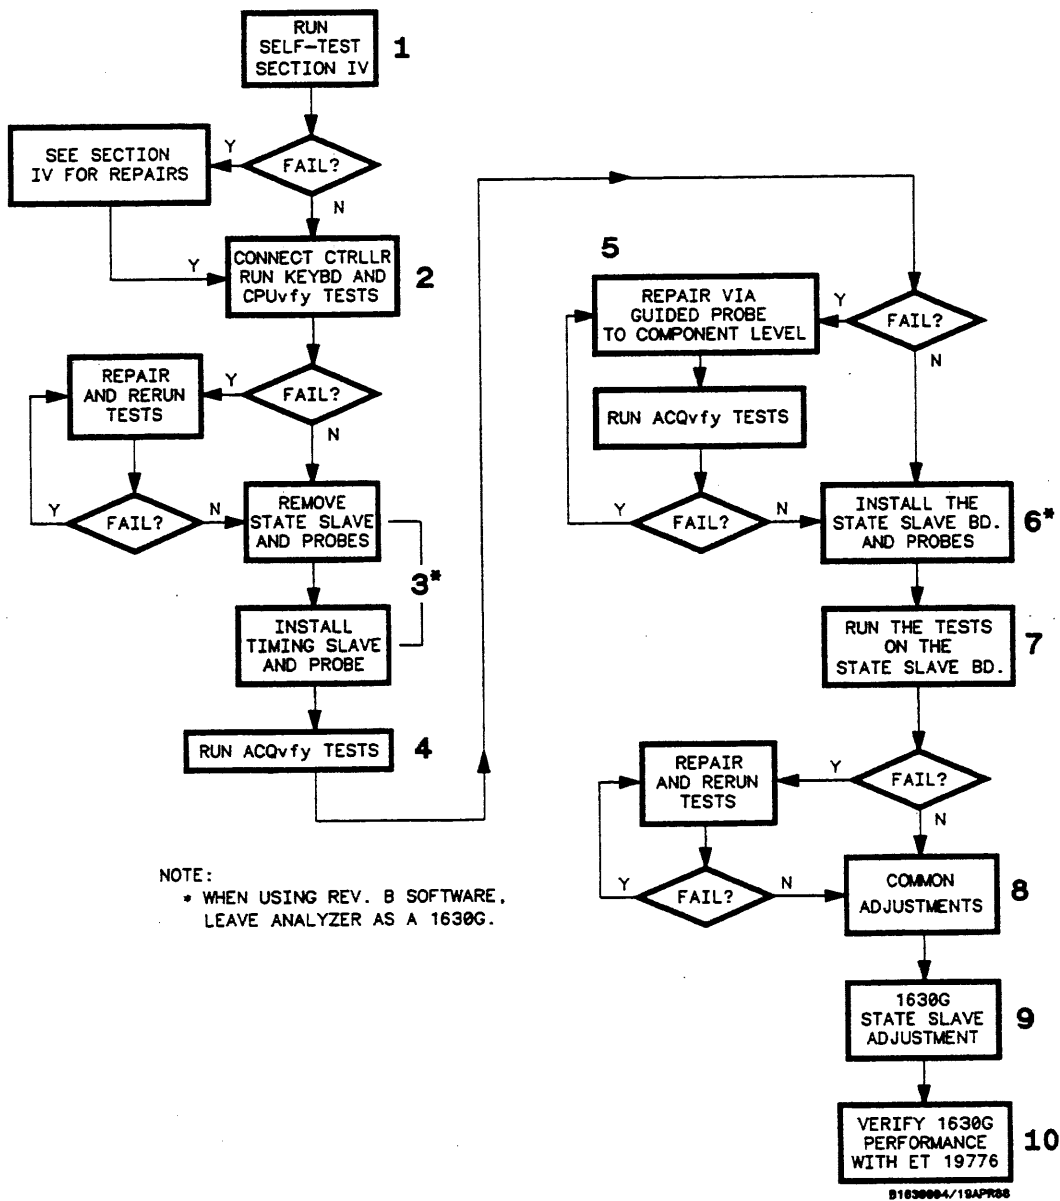 RUN
SELF-TEST
SECTION IV
1
FAIL?
Y
N
SEE SECTION
IV FOR REPAIRS
Y
CONNECT CTRLLR
RUN KEYBD AND
CPUvfy TESTS
2
FAIL?
Y
N
REPAIR
AND RERUN
TESTS
FAIL?
Y
N
REMOVE
STATE SLAVE
AND PROBES
3*
INSTALL
TIMING SLAVE
AND PROBE
RUN ACQvfy TESTS
4
FAIL?
Y
N
5
REPAIR VIA
GUIDED PROBE
TO COMPONENT LEVEL
RUN ACQvfy TESTS
FAIL?
Y
N
INSTALL THE
STATE SLAVE BD.
AND PROBES
6*
RUN THE TESTS
ON THE
STATE SLAVE BD.
7
FAIL?
Y
N
REPAIR
AND RERUN
TESTS
FAIL?
Y
N
COMMON
ADJUSTMENTS
8
1630G
STATE SLAVE
ADJUSTMENT
9
VERIFY 1630G
PERFORMANCE
WITH ET 19776
10
NOTE:
* WHEN USING REV. B SOFTWARE,
LEAVE ANALYZER AS A 1630G.